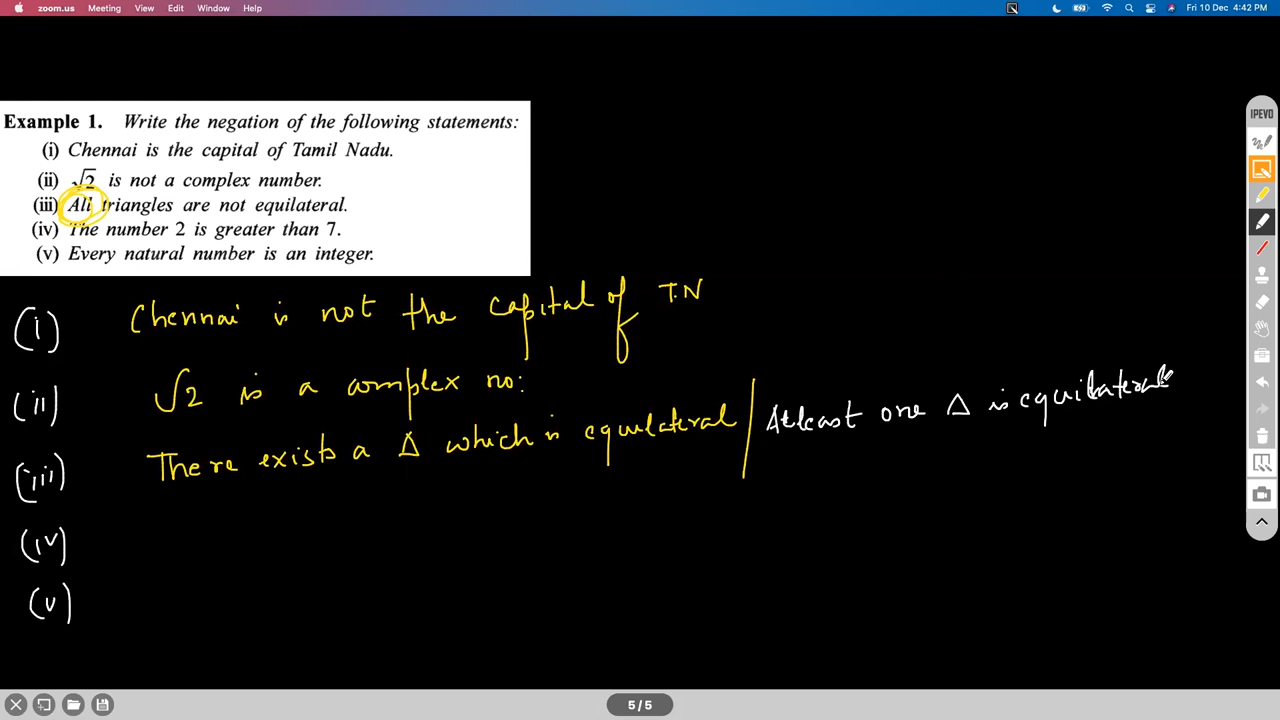 zoom.us Meeting View Edit Window Help Fri 10 Dec 4:42 PM
IPEVO
Example 1. Write the negation of the following statements:
(i) Chennai is the capital of Tamil Nadu.
(ii) √2 is not a complex number.
(iii) All triangles are not equilateral.
(iv) The number 2 is greater than 7.
(v) Every natural number is an integer.
(i) Chennai is not the capital of T.N
(ii) √2 is a complex no:
(iii) There exists a Δ which is equilateral / Atleast one Δ is equilateral
(iv)
(v)
5/5